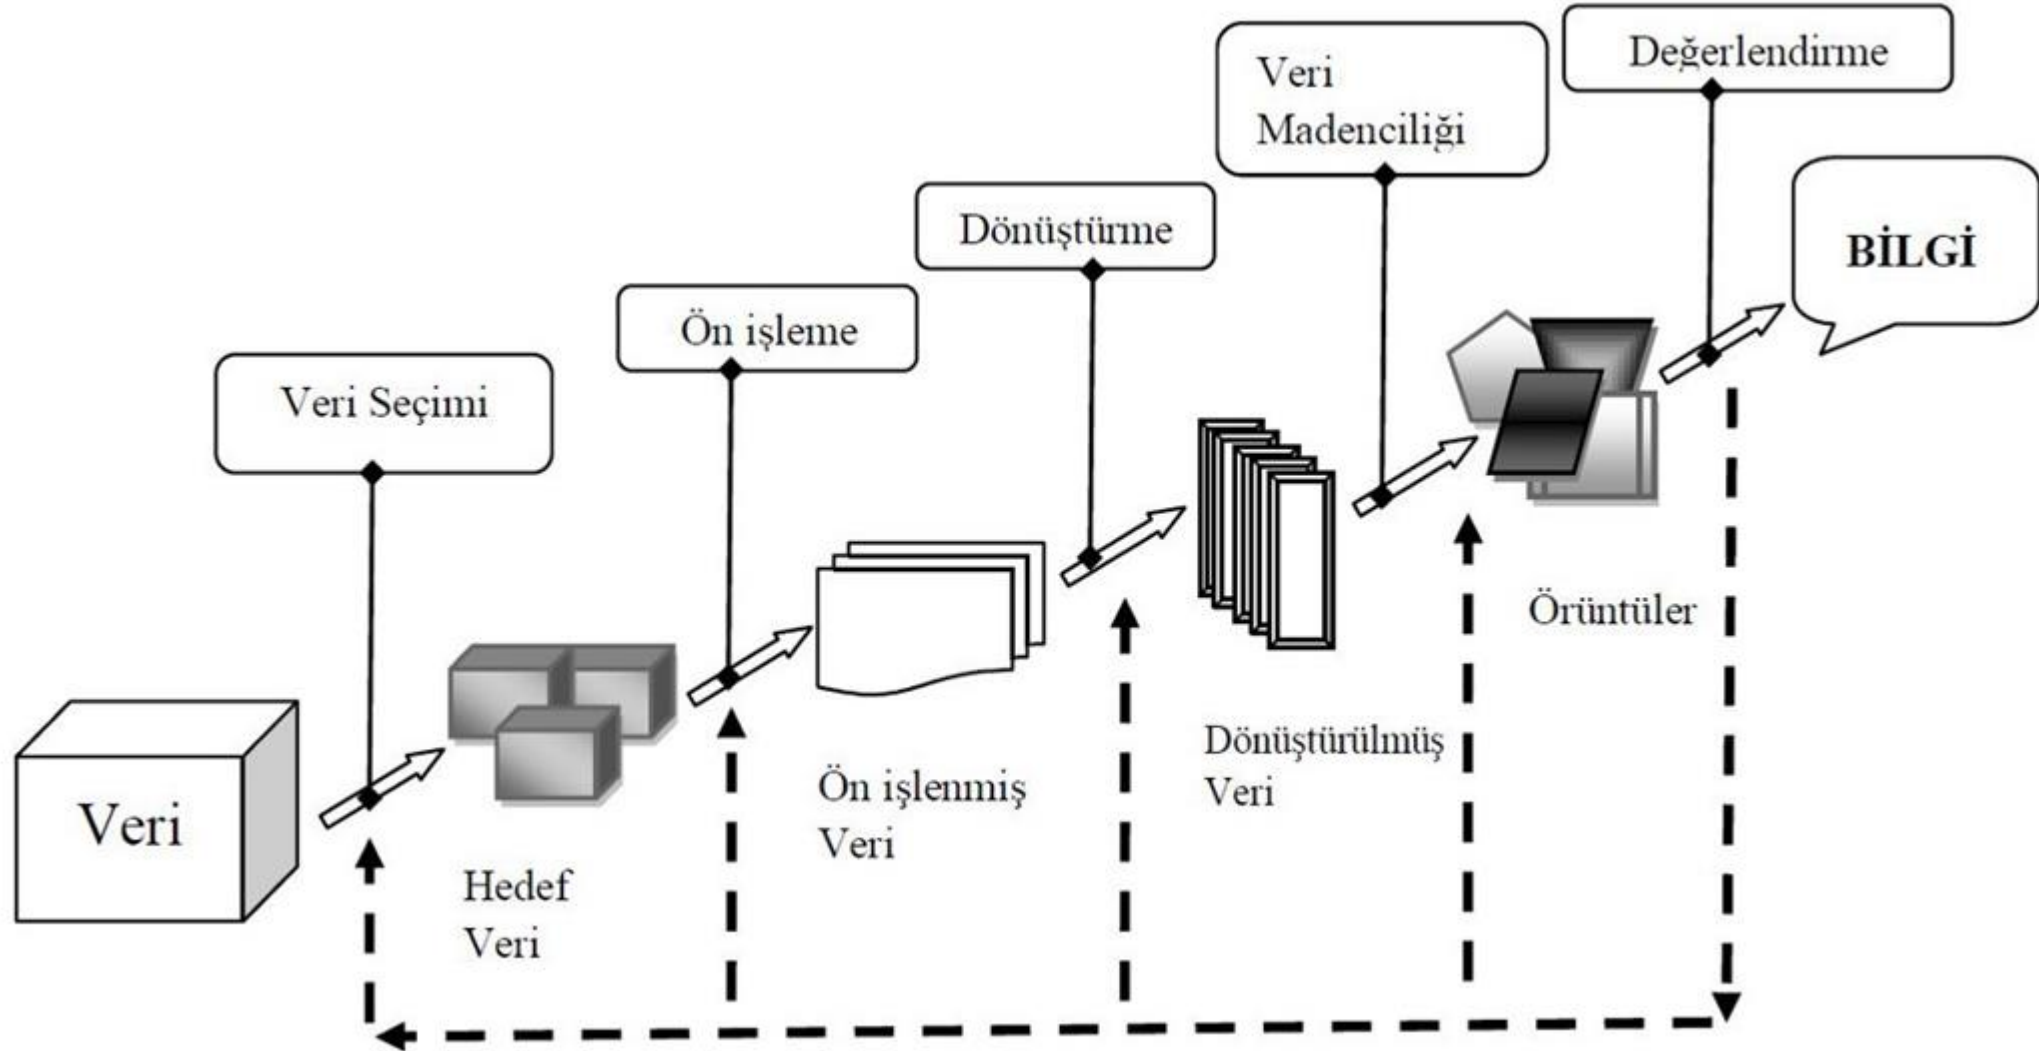 Değerlendirme
Veri
Madenciliği
Dönüştürme
BİLGİ
Ön işleme
Veri Seçimi
Örüntüler
Dönüştürülmüş
Veri
Ön işlenmiş
Veri
Veri
Hedef
Veri